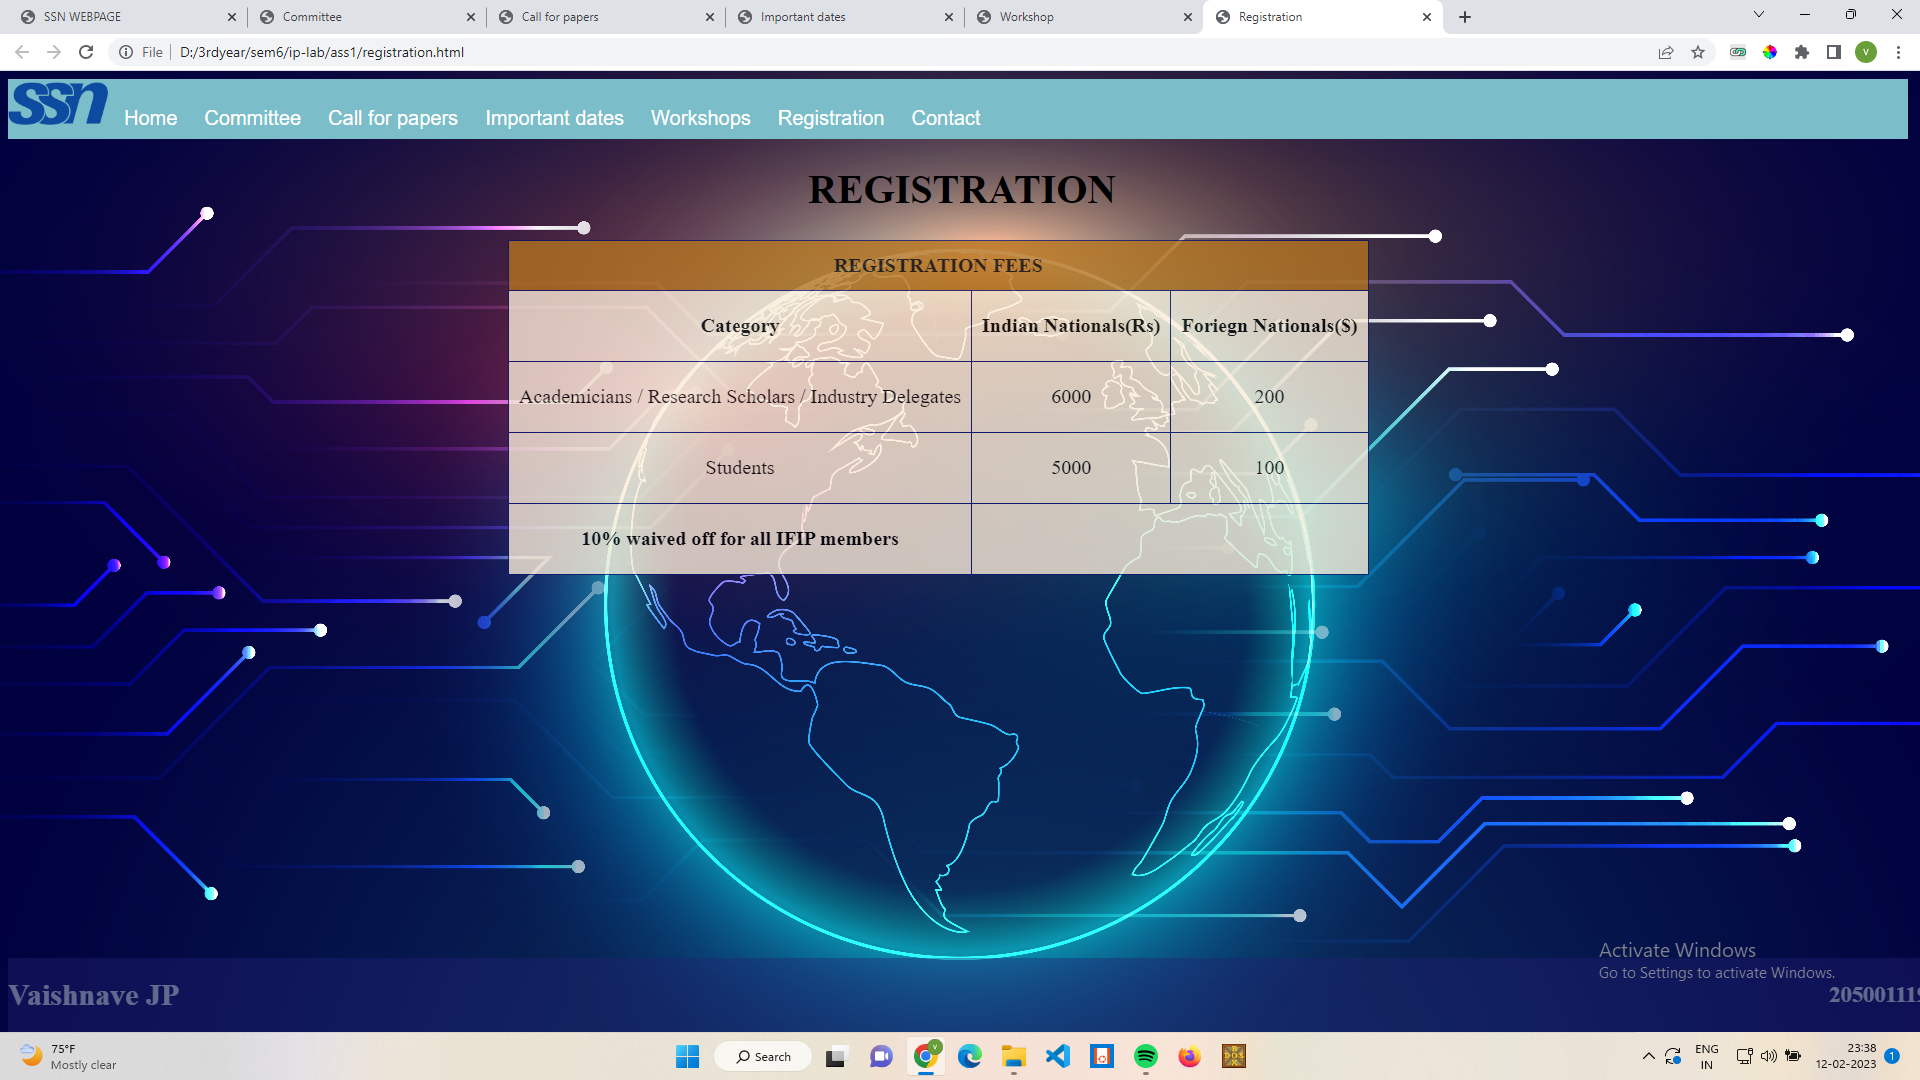 SSN WEBPAGE
Committee
Call for papers
Important dates
Workshop
Registration
File
D:/3rdyear/sem6/ip-lab/ass1/registration.html
V
ssn
Home Committee Call for papers Important dates Workshops Registration Contact
REGISTRATION
REGISTRATION FEES
Category Indian Nationals(Rs) Foriegn Nationals($)
Academicians / Research Scholars / Industry Delegates 6000 200
Students 5000 100
10% waived off for all IFIP members
Activate Windows
Go to Settings to activate Windows.
Vaishnave JP
205001119
75°F
Mostly clear
Search
V
DOS
ENG
IN
23:38
12-02-2023
1